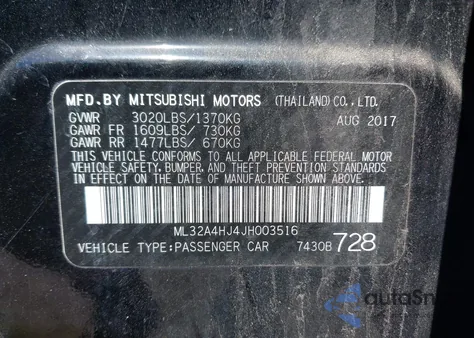 MFD.BY MITSUBISHI MOTORS (THAILAND)CO.,LTD.
GVWR 3020LBS/1370KG AUG 2017
GAWR FR 1609LBS/ 730KG
GAWR RR 1477LBS/ 670KG
THIS VEHICLE CONFORMS TO ALL APPLICABLE FEDERAL MOTOR
VEHICLE SAFETY, BUMPER, AND THEFT PREVENTION STANDARDS
IN EFFECT ON THE DATE OF MANUFACTURE SHOWN ABOVE.
ML32A4HJ4JH003516
VEHICLE TYPE:PASSENGER CAR 7430B 728